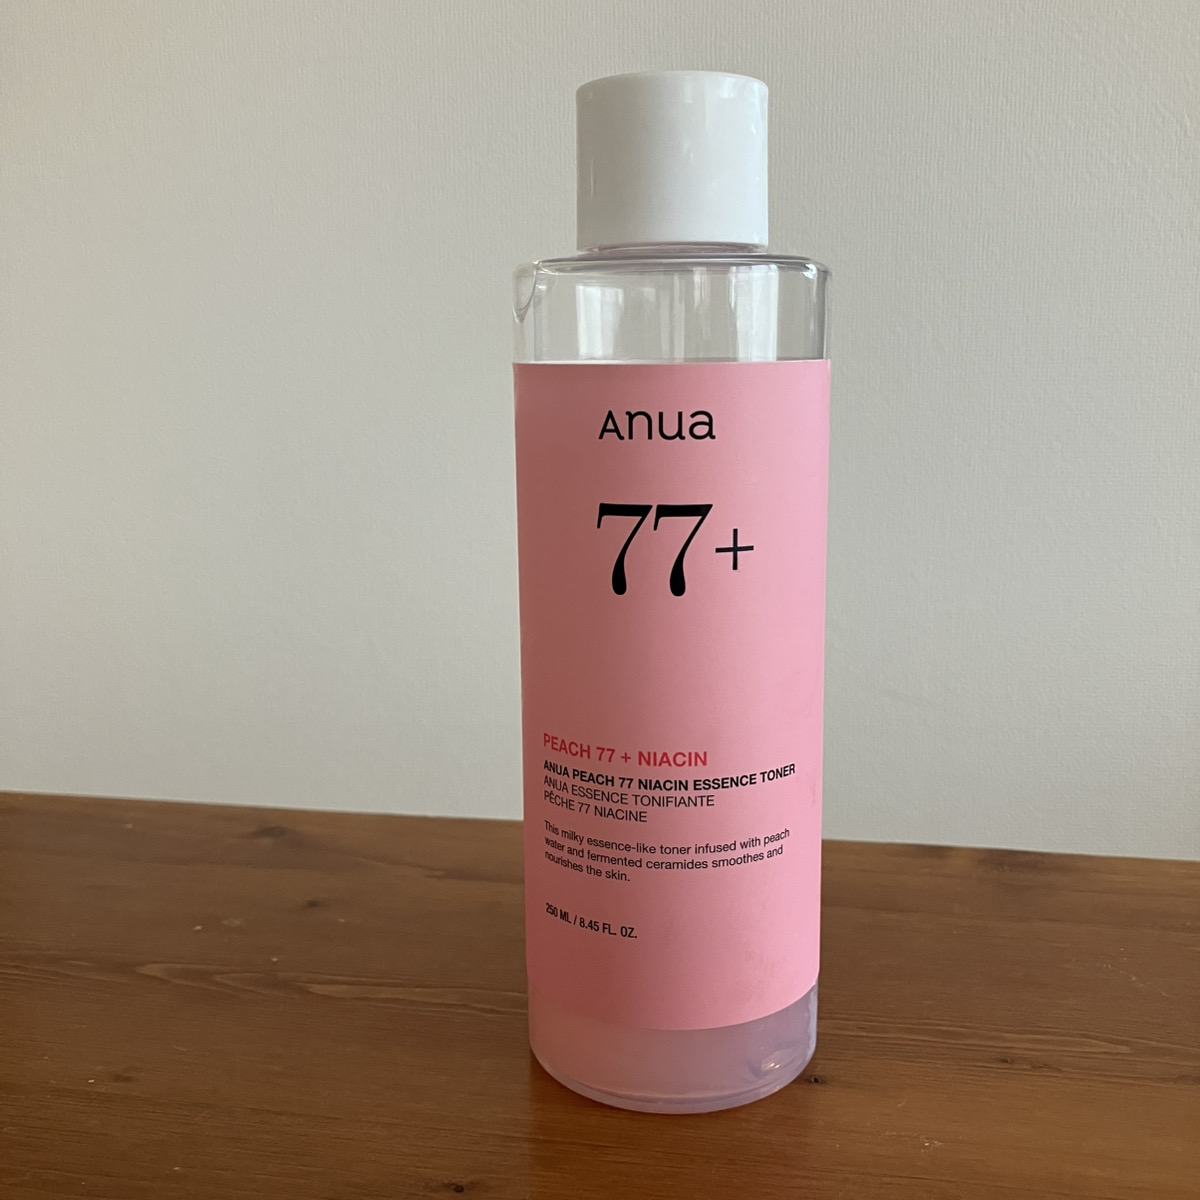 Anua
77+
PEACH 77 + NIACIN
ANUA PEACH 77 NIACIN ESSENCE TONER
ANUA ESSENCE TONIFIANTE
PÊCHE 77 NIACINE
This milky essence-like toner infused with peach
water and fermented ceramides smoothes and
nourishes the skin.
250 ML / 8.45 FL. OZ.